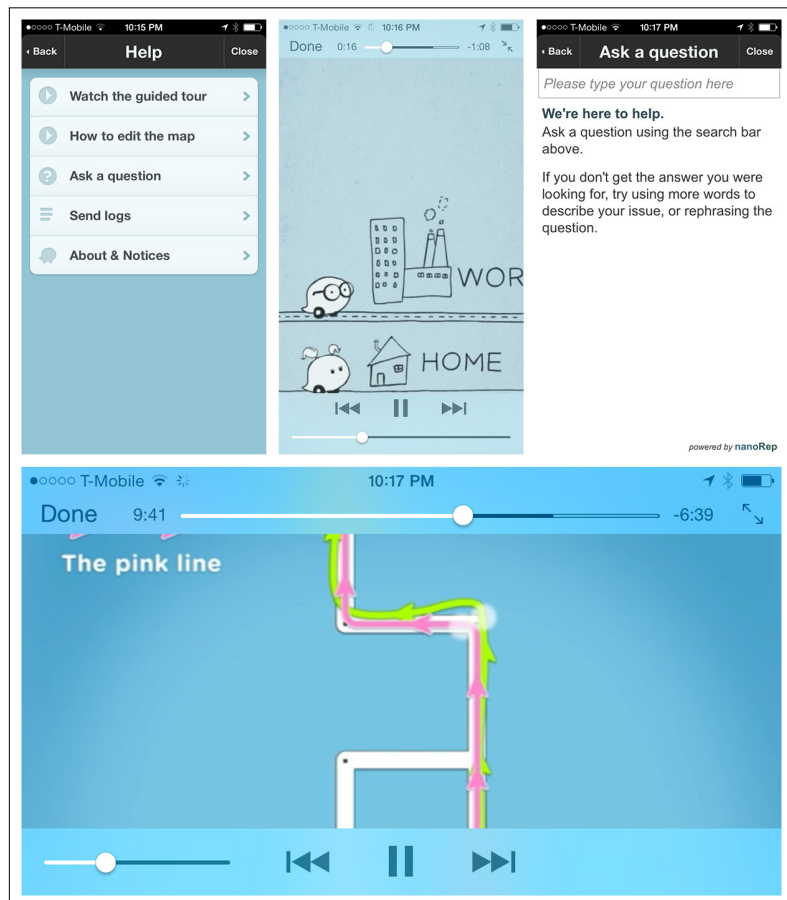 T-Mobile 10:15 PM
Back Help Close
Watch the guided tour
How to edit the map
Ask a question
Send logs
About & Notices
T-Mobile 10:16 PM
Done 0:16 -1:08
WOR
HOME
T-Mobile 10:17 PM
Back Ask a question Close
Please type your question here
We're here to help.
Ask a question using the search bar
above.
If you don't get the answer you were
looking for, try using more words to
describe your issue, or rephrasing the
question.
powered by nanoRep
T-Mobile 10:17 PM
Done 9:41 -6:39
The pink line